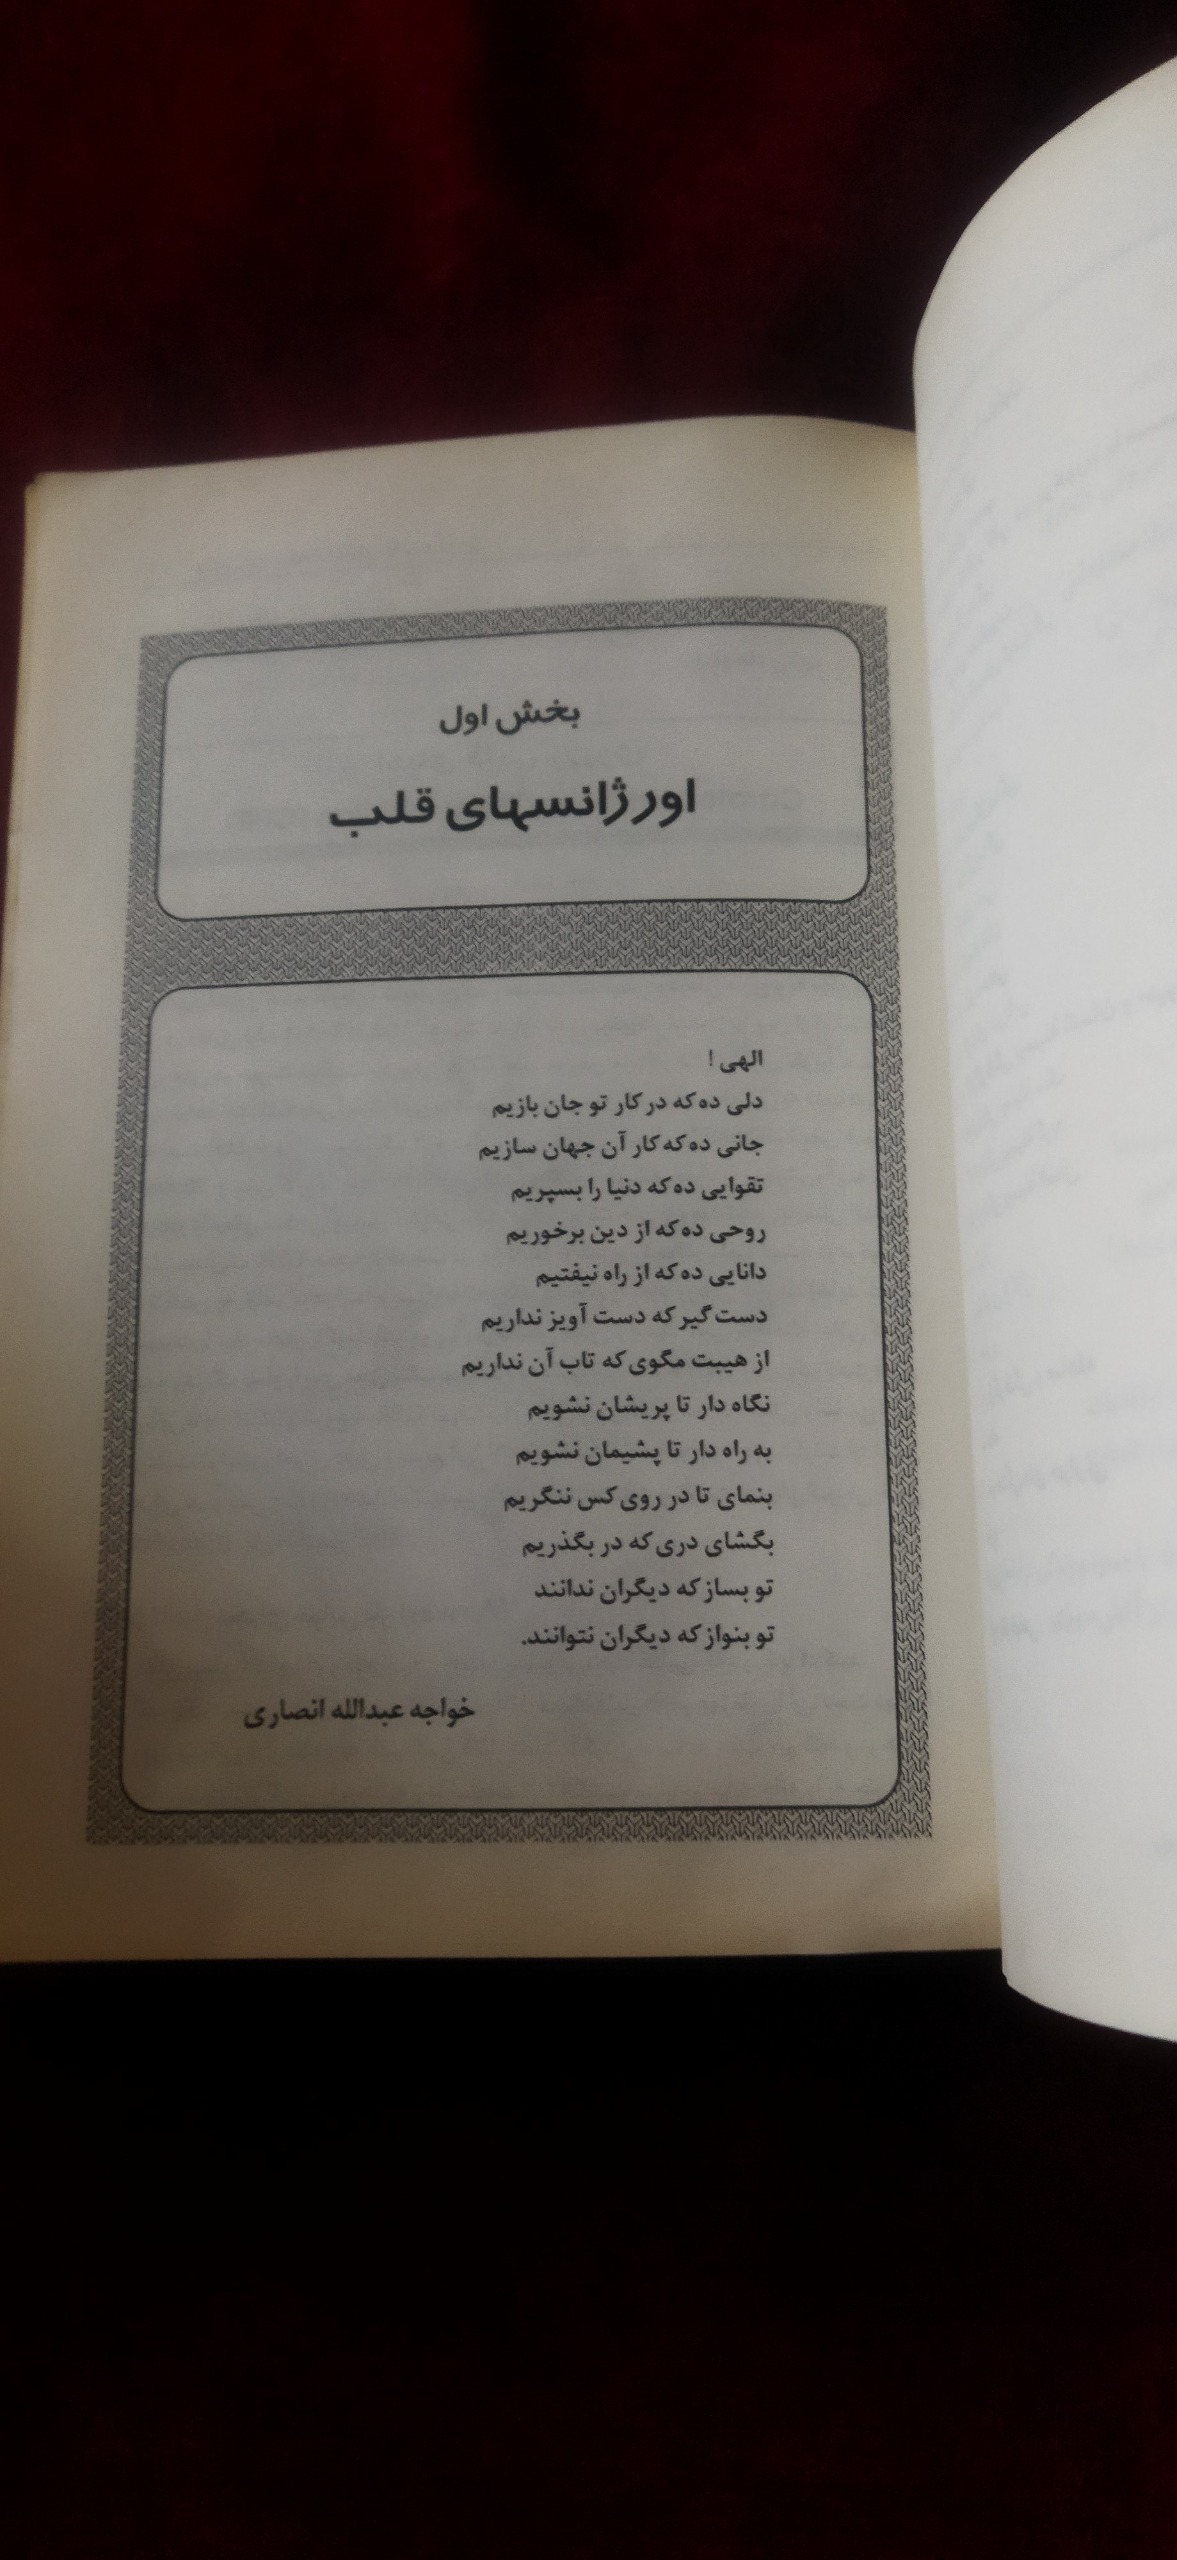 بخش اول
اورژانسهای قلب
الهی !
دلی ده که در کار تو جان بازیم
جانی ده که کار آن جهان سازیم
تقوایی ده که دنیا را بسپریم
روحی ده که از دین برخوریم
دانایی ده که از راه نیفتیم
دست گیر که دست آویز نداریم
از هیبت مگوی که تاب آن نداریم
نگاه دار تا پریشان نشویم
به راه دار تا پشیمان نشویم
بنمای تا در روی کس ننگریم
بگشای دری که در بگذریم
تو بساز که دیگران ندانند
تو بنواز که دیگران نتوانند.
خواجه عبدالله انصاری